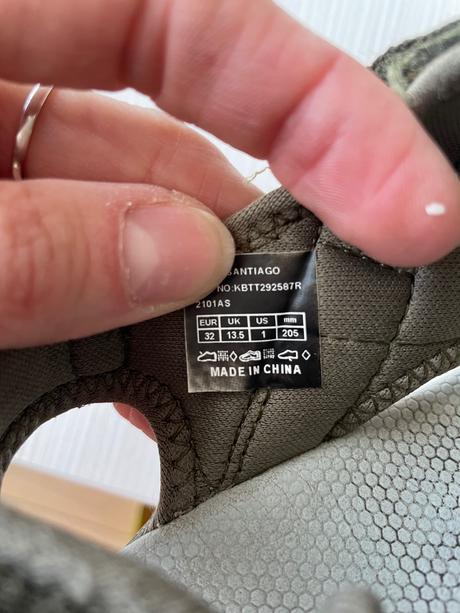 SANTIAGO
NO:KBTT292587R
2101AS
EUR UK US mm
32 13.5 1 205
MADE IN CHINA